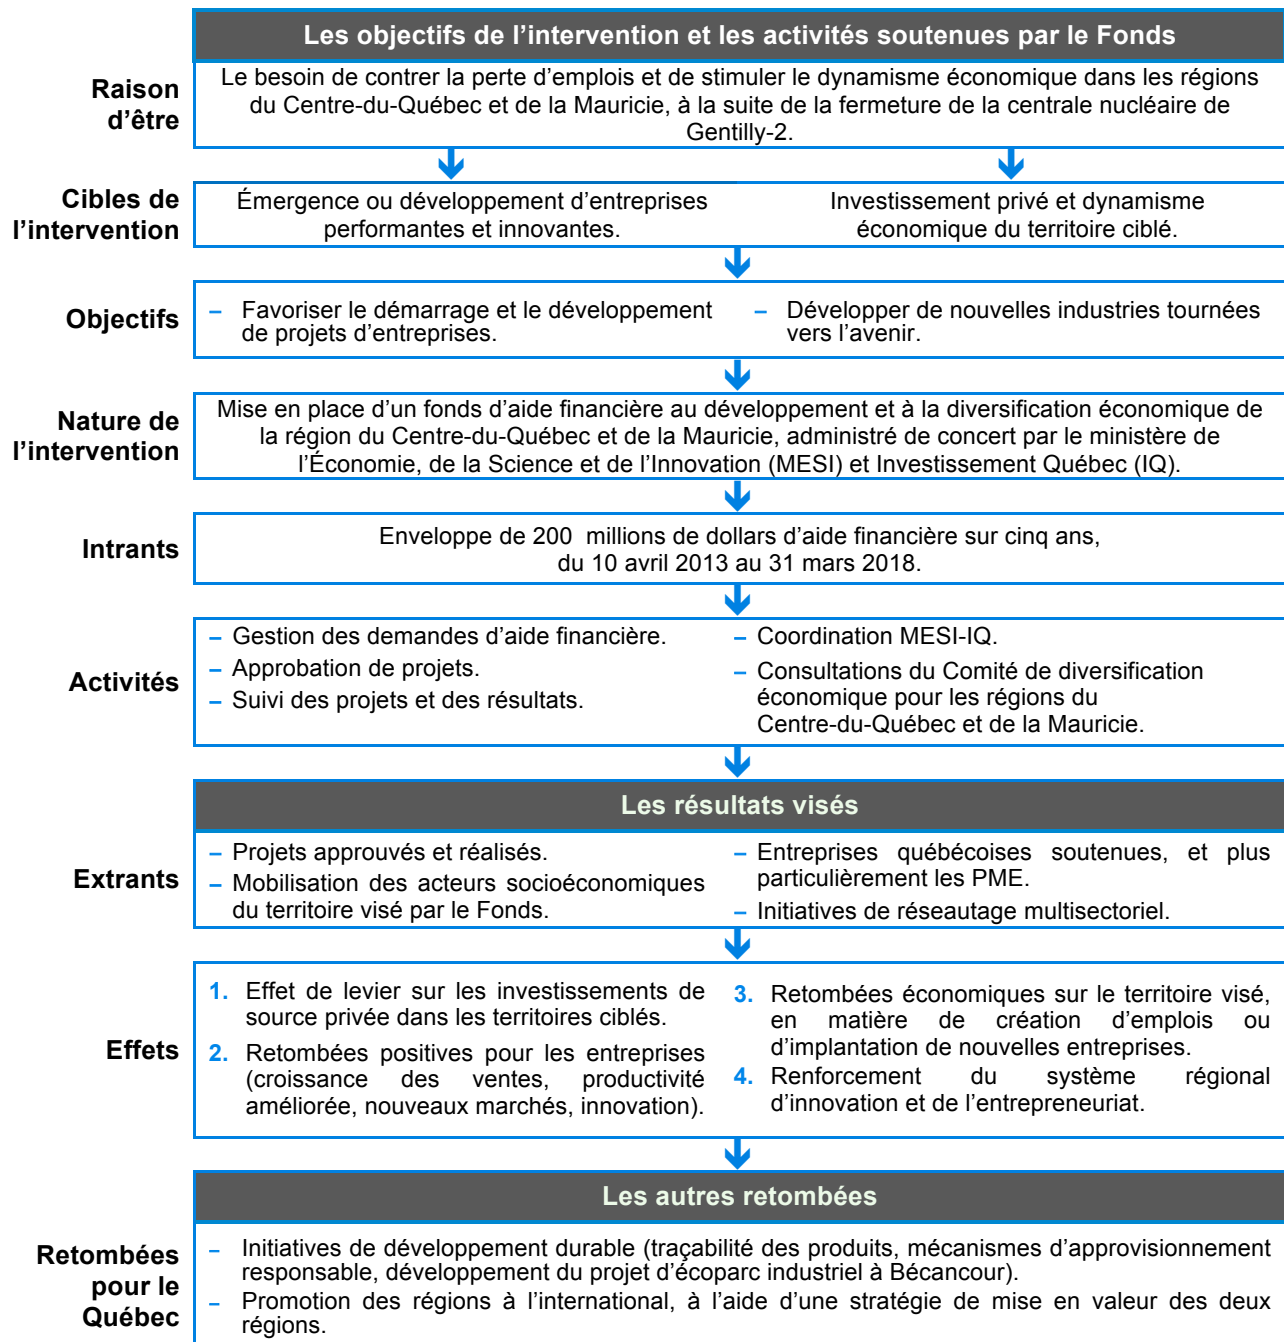 Les objectifs de l’intervention et les activités soutenues par le Fonds
Raison
d’être
Le besoin de contrer la perte d’emplois et de stimuler le dynamisme économique dans les régions
du Centre-du-Québec et de la Mauricie, à la suite de la fermeture de la centrale nucléaire de
Gentilly-2.
Cibles de
l’intervention
Émergence ou développement d’entreprises
performantes et innovantes.
Investissement privé et dynamisme
économique du territoire ciblé.
Objectifs
– Favoriser le démarrage et le développement
de projets d’entreprises.
– Développer de nouvelles industries tournées
vers l’avenir.
Nature de
l’intervention
Mise en place d’un fonds d’aide financière au développement et à la diversification économique de
la région du Centre-du-Québec et de la Mauricie, administré de concert par le ministère de
l’Économie, de la Science et de l’Innovation (MESI) et Investissement Québec (IQ).
Intrants
Enveloppe de 200 millions de dollars d’aide financière sur cinq ans,
du 10 avril 2013 au 31 mars 2018.
Activités
– Gestion des demandes d’aide financière.
– Approbation de projets.
– Suivi des projets et des résultats.
– Coordination MESI-IQ.
– Consultations du Comité de diversification
économique pour les régions du
Centre-du-Québec et de la Mauricie.
Les résultats visés
Extrants
– Projets approuvés et réalisés.
– Mobilisation des acteurs socioéconomiques
du territoire visé par le Fonds.
– Entreprises québécoises soutenues, et plus
particulièrement les PME.
– Initiatives de réseautage multisectoriel.
Effets
1. Effet de levier sur les investissements de
source privée dans les territoires ciblés.
2. Retombées positives pour les entreprises
(croissance des ventes, productivité
améliorée, nouveaux marchés, innovation).
3. Retombées économiques sur le territoire visé,
en matière de création d’emplois ou
d’implantation de nouvelles entreprises.
4. Renforcement du système régional
d’innovation et de l’entrepreneuriat.
Les autres retombées
Retombées
pour le
Québec
– Initiatives de développement durable (traçabilité des produits, mécanismes d’approvisionnement
responsable, développement du projet d’écoparc industriel à Bécancour).
– Promotion des régions à l’international, à l’aide d’une stratégie de mise en valeur des deux
régions.